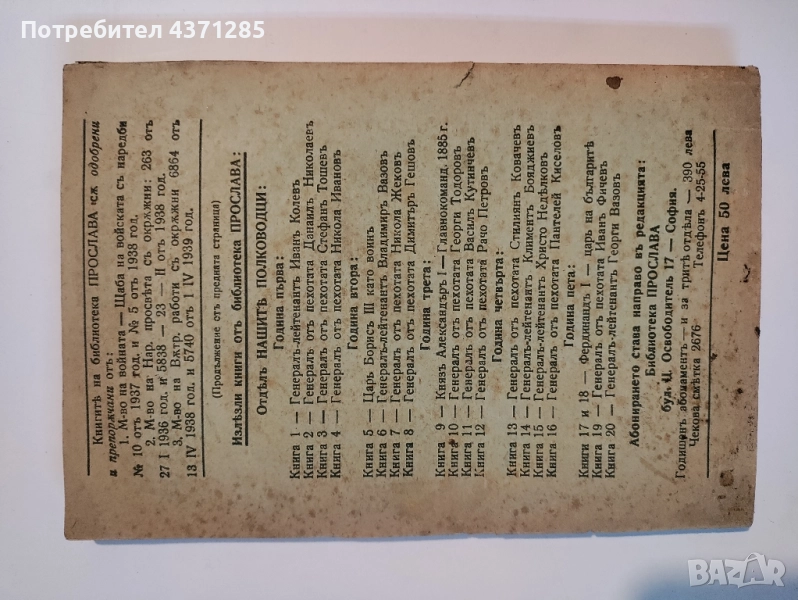 Потребител 4371285
Книгитѣ на библиотека ПРОСЛАВА сѫ одобрени
и препорѫчани отъ:
1. М-во на войната — Щаба на войската съ наредби
№ 10 отъ 1937 год. и № 5 отъ 1938 год.
2. М-во на Нар. просвѣта съ окрѫжни: 263 отъ
27 I 1936 год. и 5838 — 23 — II отъ 1938 год.
3. М-во на Вѫтр. работи съ окрѫжни 6864 отъ
13 IV 1938 год. и 5740 отъ 1 IV 1939 год.
(Продължение отъ предната страница)
Излѣзли книги отъ библиотека ПРОСЛАВА:
Отдѣлъ НАШИТѢ ПОЛКОВОДЦИ:
Година първа:
Книга 1 — Генералъ-лейтенантъ Иванъ Колевъ
Книга 2 — Генералъ отъ пехотата Данаилъ Николаевъ
Книга 3 — Генералъ отъ пехотата Стефанъ Тошевъ
Книга 4 — Генералъ отъ пехотата Никола Ивановъ
Година втора:
Книга 5 — Царь Борисъ III като воинъ
Книга 6 — Генералъ-лейтенантъ Владимиръ Вазовъ
Книга 7 — Генералъ отъ пехотата Никола Жековъ
Книга 8 — Генералъ отъ пехотата Димитъръ Гешовъ
Година трета:
Книга 9 — Князъ Александъръ I — Главнокоманд. 1885 г.
Книга 10 — Генералъ отъ пехотата Георги Тодоровъ
Книга 11 — Генералъ отъ пехотата Василъ Кутинчевъ
Книга 12 — Генералъ отъ пехотата Рачо Петровъ
Година четвърта:
Книга 13 — Генералъ отъ пехотата Стилиянъ Ковачевъ
Книга 14 — Генералъ-лейтенантъ Климентъ Бояджиевъ
Книга 15 — Генералъ-лейтенантъ Христо Недѣлковъ
Книга 16 — Генералъ отъ пехотата Пантелей Киселовъ
Година пета:
Книги 17 и 18 — Фердинандъ I — царь на българитѣ
Книга 19 — Генералъ отъ пехотата Иванъ Фичевъ
Книга 20 — Генералъ-лейтенантъ Георги Вазовъ
Абонирането става направо въ редакцията:
Библиотека ПРОСЛАВА
бул. Ц. Освободитель 17 — София.
Годишенъ абонаментъ и за тритѣ отдѣла — 390 лева
Чекова смѣтка 2676 Телефонъ 4-25-55
Цена 50 лева
BAZAR